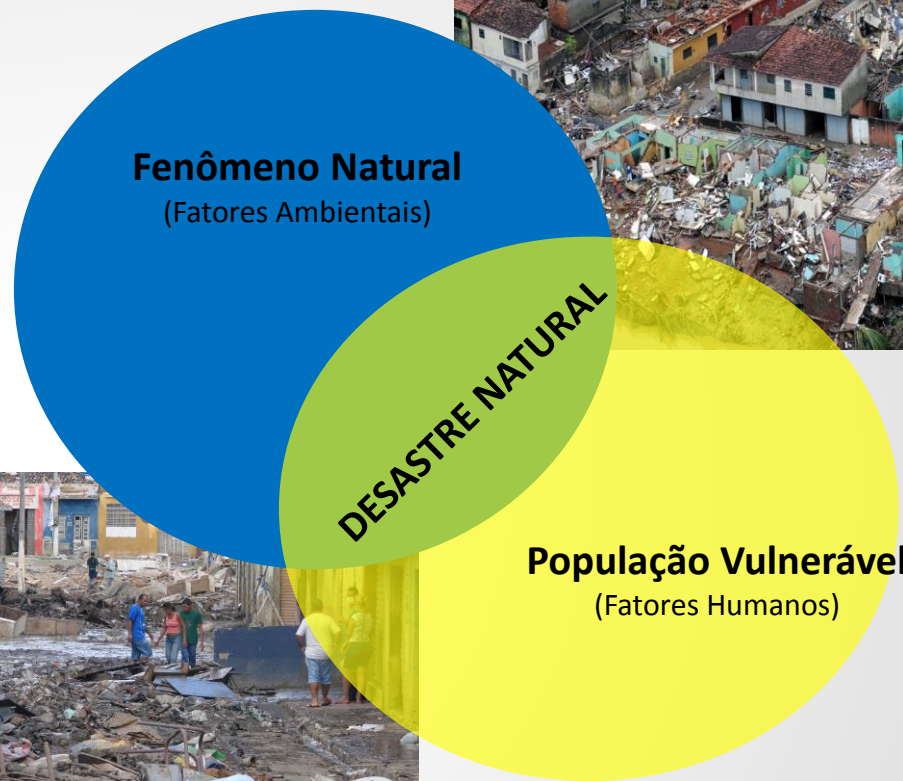 Fenômeno Natural
(Fatores Ambientais)
DESASTRE NATURAL
População Vulnerável
(Fatores Humanos)